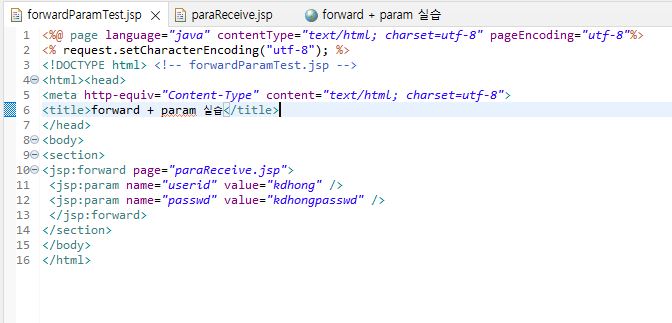 forwardParamTest.jsp paraReceive.jsp forward + param 실습
1 <%@ page language="java" contentType="text/html; charset=utf-8" pageEncoding="utf-8"%>
2 <% request.setCharacterEncoding("utf-8"); %>
3 <!DOCTYPE html> <!-- forwardParamTest.jsp -->
4 <html><head>
5 <meta http-equiv="Content-Type" content="text/html; charset=utf-8">
6 <title>forward + param 실습</title>
7 </head>
8 <body>
9 <section>
10 <jsp:forward page="paraReceive.jsp">
11 <jsp:param name="userid" value="kdhong" />
12 <jsp:param name="passwd" value="kdhongpasswd" />
13 </jsp:forward>
14 </section>
15 </body>
16 </html>